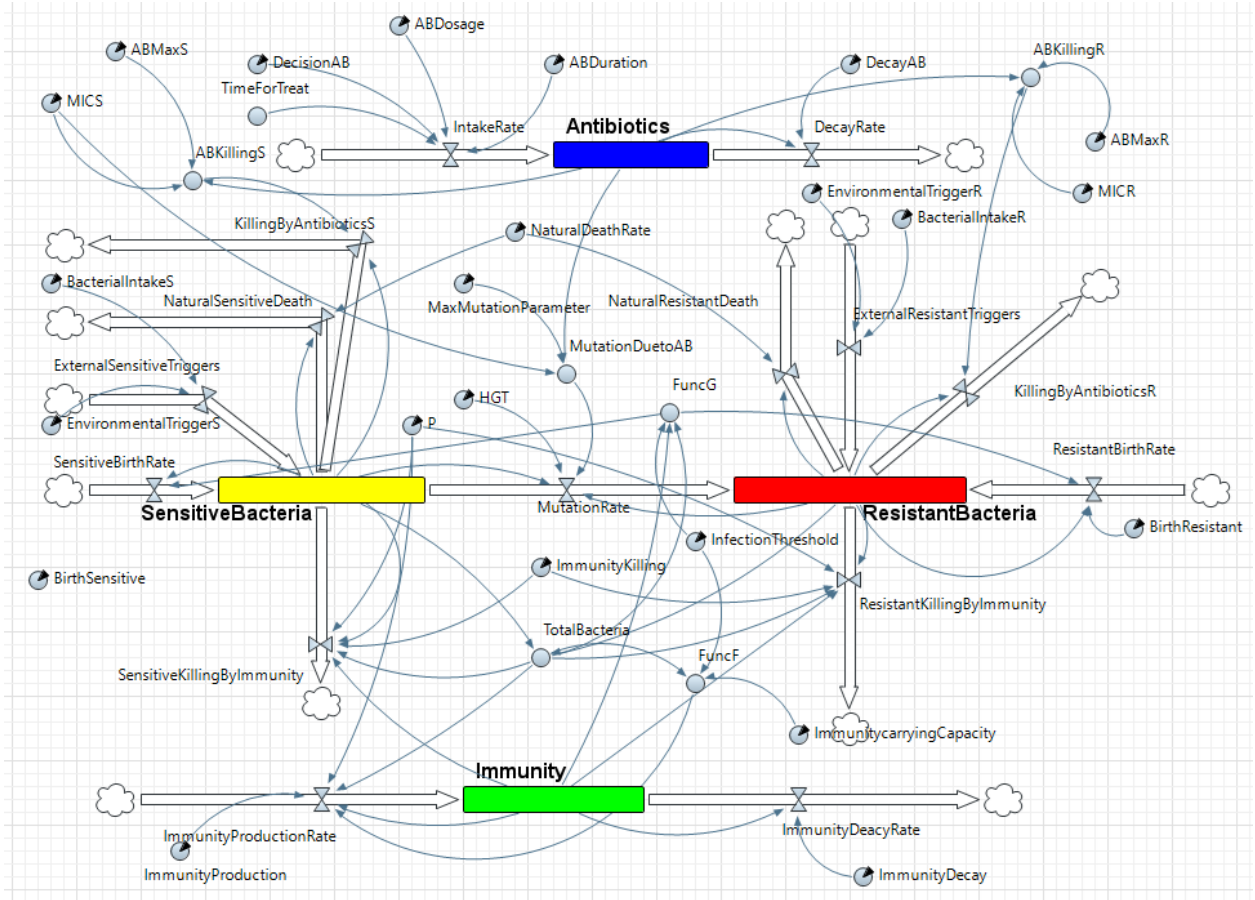 ABDosage
ABMaxS
DecisionAB
ABDuration
DecayAB
ABKillingR
TimeForTreat
MICS
IntakeRate
Antibiotics
DecayRate
ABMaxR
ABKillingS
EnvironmentalTriggerR
MICR
KillingByAntibioticsS
NaturalDeathRate
BacterialIntakeR
BacterialIntakeS
NaturalSensitiveDeath
MaxMutationParameter
NaturalResistantDeath
ExternalResistantTriggers
MutationDuetoAB
ExternalSensitiveTriggers
FuncG
KillingByAntibioticsR
HGT
EnvironmentalTriggerS
P
SensitiveBirthRate
ResistantBirthRate
MutationRate
SensitiveBacteria
ResistantBacteria
BirthResistant
InfectionThreshold
ImmunityKilling
BirthSensitive
ResistantKillingByImmunity
TotalBacteria
FuncF
SensitiveKillingByImmunity
ImmunitycarryingCapacity
Immunity
ImmunityProductionRate
ImmunityDeacyRate
ImmunityProduction
ImmunityDecay